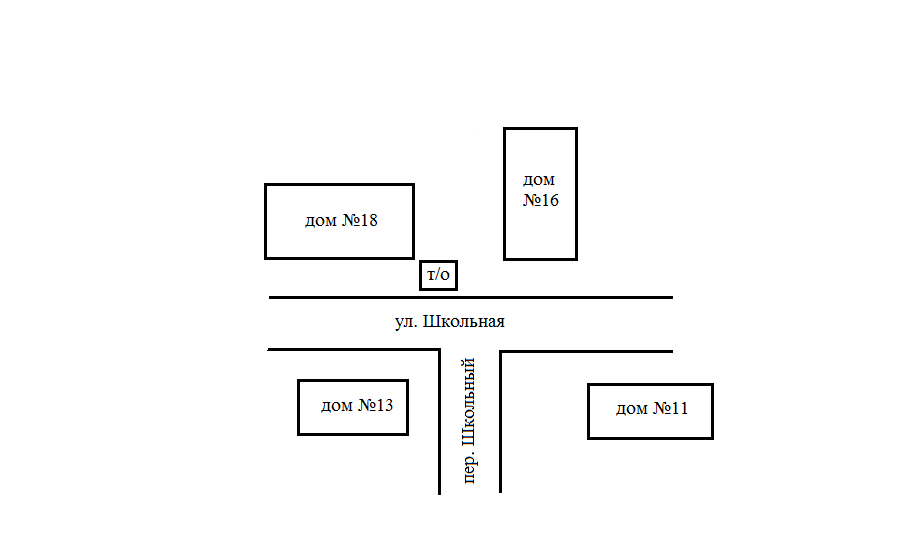 дом
№16
дом №18
т/о
ул. Школьная
пер. Школьный
дом №13
дом №11